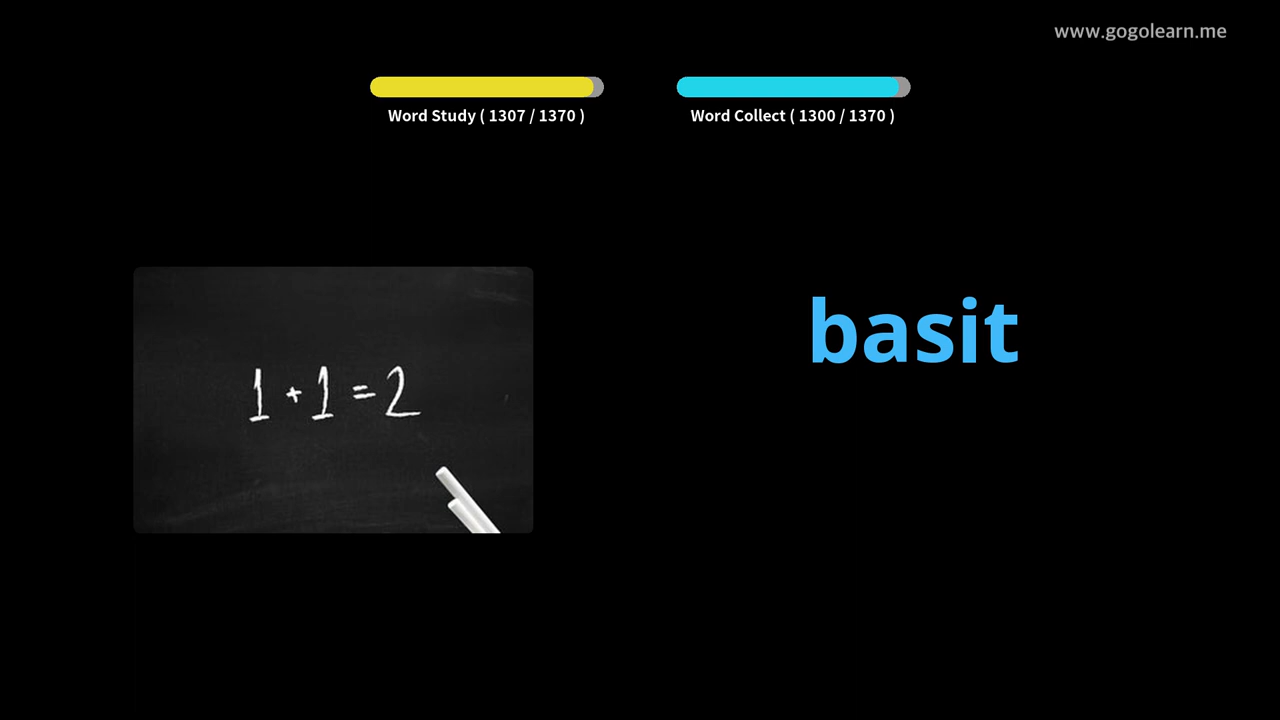 www.gogolearn.me
Word Study ( 1307 / 1370 )
Word Collect ( 1300 / 1370 )
basit
1 + 1 = 2